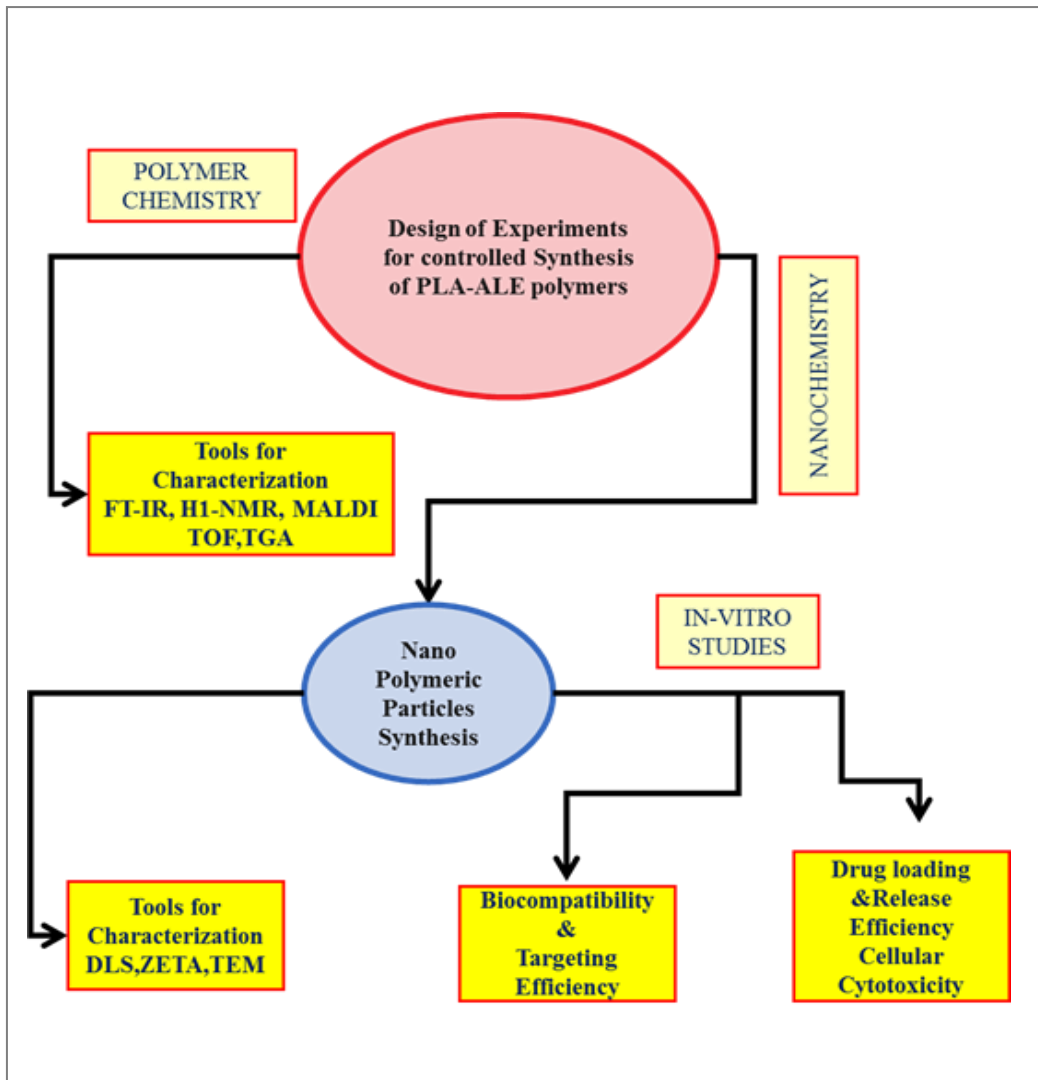 POLYMER
CHEMISTRY
Design of Experiments
for controlled Synthesis
of PLA-ALE polymers
NANOCHEMISTRY
Tools for
Characterization
FT-IR, H1-NMR, MALDI
TOF,TGA
IN-VITRO
STUDIES
Nano
Polymeric
Particles
Synthesis
Tools for
Characterization
DLS,ZETA,TEM
Biocompatibility
&
Targeting
Efficiency
Drug loading
&Release
Efficiency
Cellular
Cytotoxicity